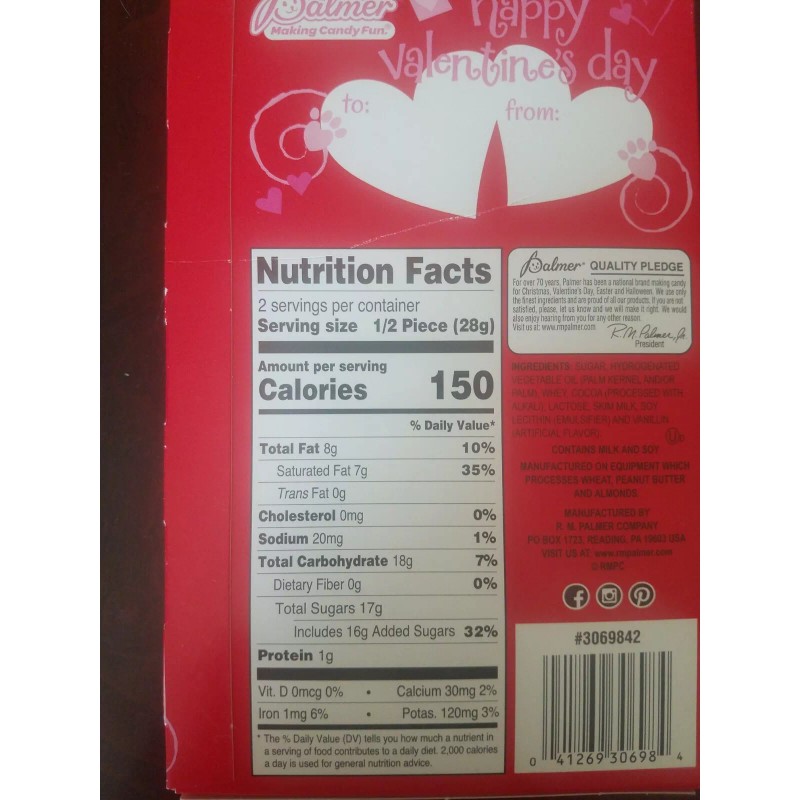 Palmer
Making Candy Fun.®
happy
valentine's day
to:
from:
Nutrition Facts
2 servings per container
Serving size 1/2 Piece (28g)
Amount per serving
Calories 150
% Daily Value*
Total Fat 8g 10%
Saturated Fat 7g 35%
Trans Fat 0g
Cholesterol 0mg 0%
Sodium 20mg 1%
Total Carbohydrate 18g 7%
Dietary Fiber 0g 0%
Total Sugars 17g
Includes 16g Added Sugars 32%
Protein 1g
Vit. D 0mcg 0% • Calcium 30mg 2%
Iron 1mg 6% • Potas. 120mg 3%
* The % Daily Value (DV) tells you how much a nutrient in
a serving of food contributes to a daily diet. 2,000 calories
a day is used for general nutrition advice.
Palmer® QUALITY PLEDGE
For over 70 years, Palmer has been a national brand making candy
for Christmas, Valentine's Day, Easter and Halloween. We use only
the finest ingredients and are proud of all our products. If you are not
satisfied, please, let us know and we will make it right. We would
also enjoy hearing from you for any other reason.
Visit us at: www.rmpalmer.com
R.M. Palmer, Jr.
President
INGREDIENTS: SUGAR, HYDROGENATED
VEGETABLE OIL (PALM KERNEL AND/OR
PALM), WHEY, COCOA (PROCESSED WITH
ALKALI), LACTOSE, SKIM MILK, SOY
LECITHIN (EMULSIFIER) AND VANILLIN
(ARTIFICIAL FLAVOR).
CONTAINS MILK AND SOY
MANUFACTURED ON EQUIPMENT WHICH
PROCESSES WHEAT, PEANUT BUTTER
AND ALMONDS.
MANUFACTURED BY
R. M. PALMER COMPANY
PO BOX 1723, READING, PA 19603 USA
VISIT US AT: www.rmpalmer.com
©RMPC
#3069842
0 41269 30698 4